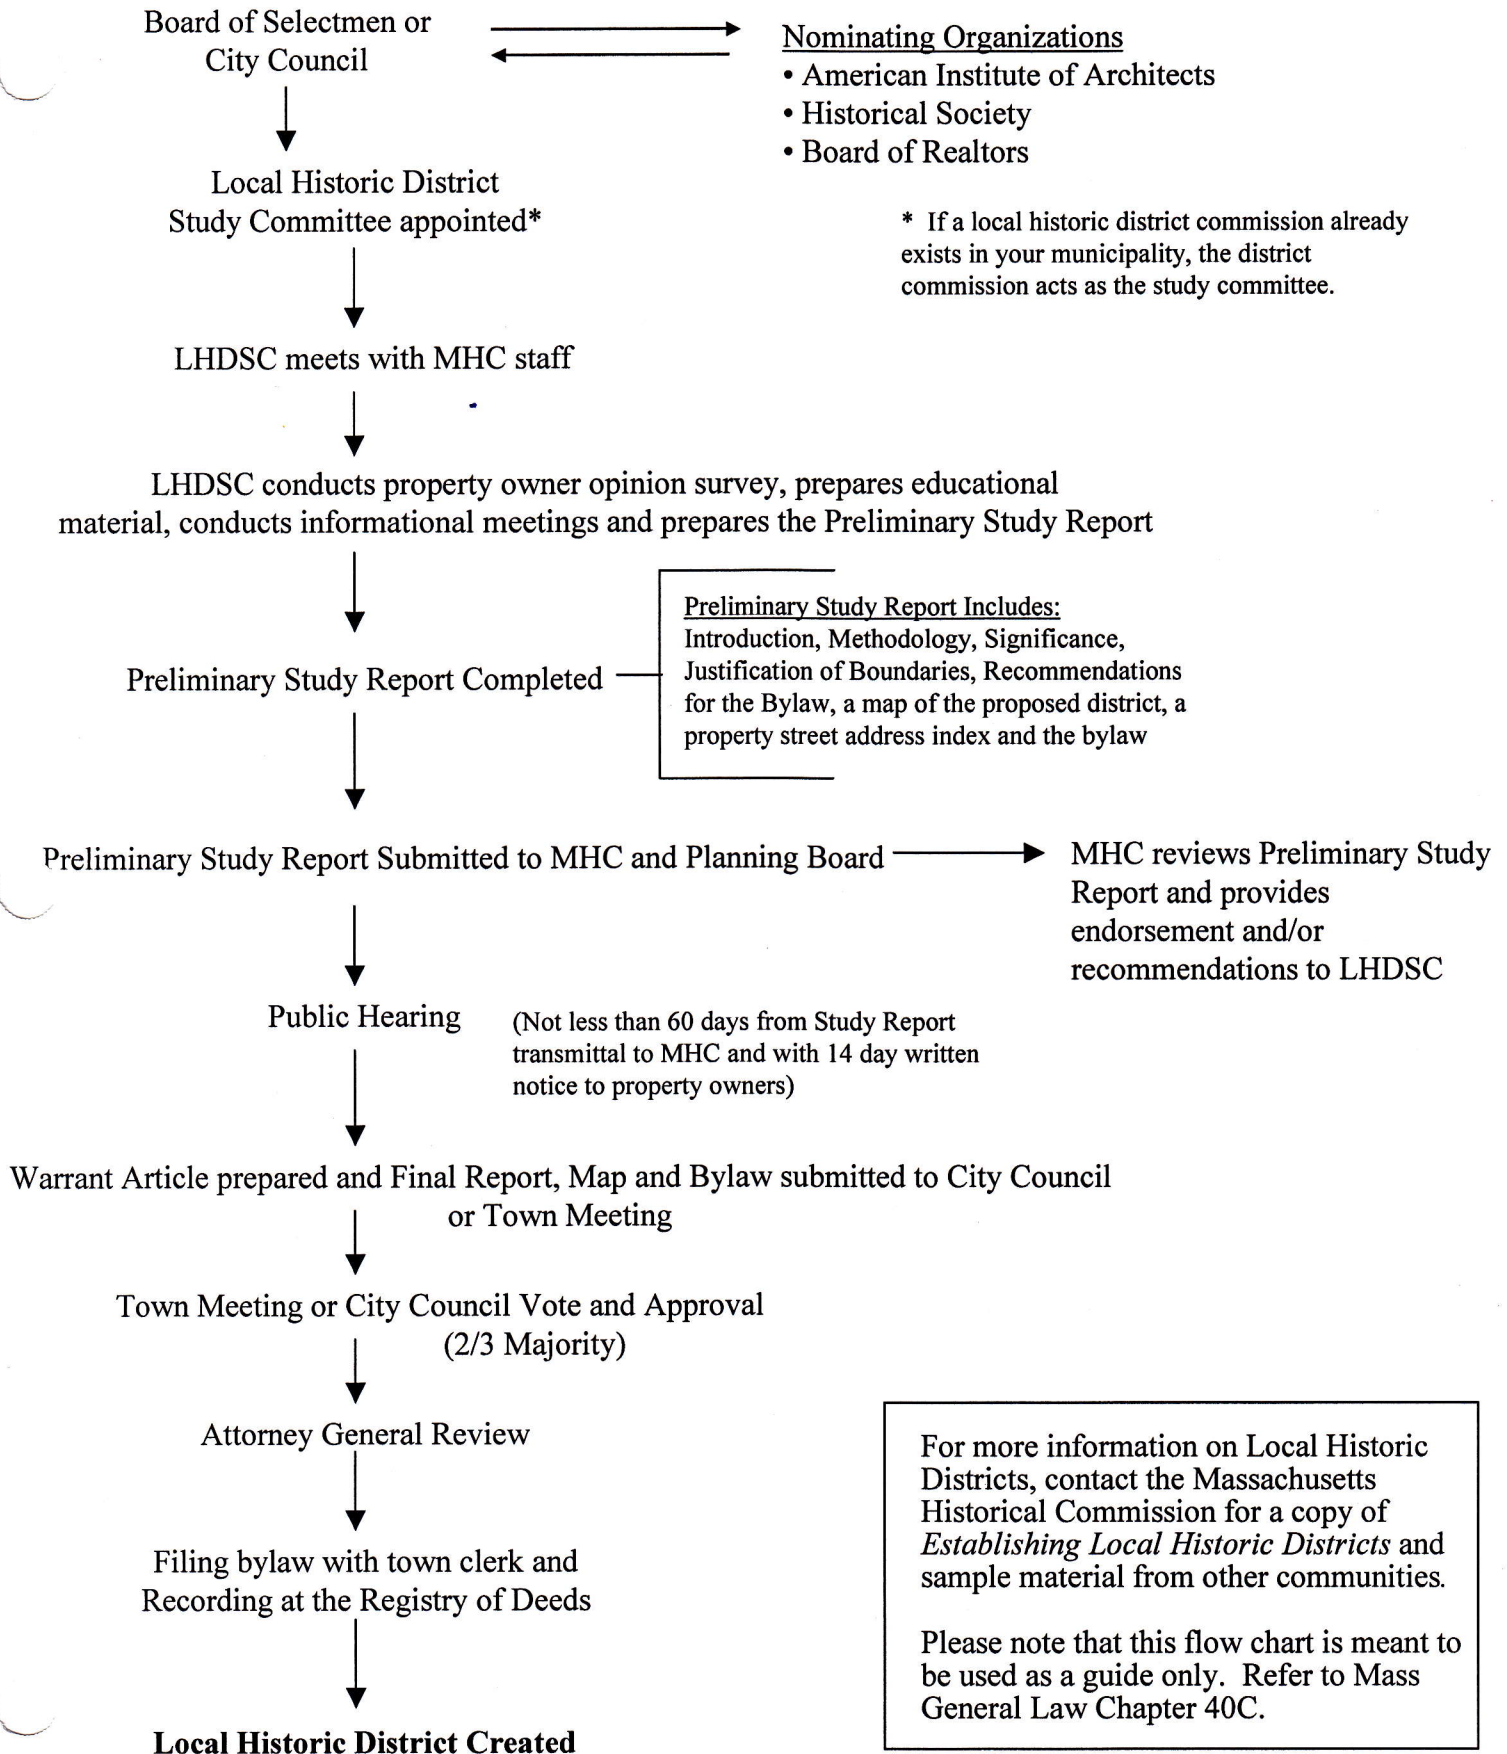 Board of Selectmen or
City Council
Nominating Organizations
• American Institute of Architects
• Historical Society
• Board of Realtors
Local Historic District
Study Committee appointed*
* If a local historic district commission already
exists in your municipality, the district
commission acts as the study committee.
LHDSC meets with MHC staff
LHDSC conducts property owner opinion survey, prepares educational
material, conducts informational meetings and prepares the Preliminary Study Report
Preliminary Study Report Completed
Preliminary Study Report Includes:
Introduction, Methodology, Significance,
Justification of Boundaries, Recommendations
for the Bylaw, a map of the proposed district, a
property street address index and the bylaw
Preliminary Study Report Submitted to MHC and Planning Board
MHC reviews Preliminary Study
Report and provides
endorsement and/or
recommendations to LHDSC
Public Hearing
(Not less than 60 days from Study Report
transmittal to MHC and with 14 day written
notice to property owners)
Warrant Article prepared and Final Report, Map and Bylaw submitted to City Council
or Town Meeting
Town Meeting or City Council Vote and Approval
(2/3 Majority)
Attorney General Review
Filing bylaw with town clerk and
Recording at the Registry of Deeds
Local Historic District Created
For more information on Local Historic
Districts, contact the Massachusetts
Historical Commission for a copy of
Establishing Local Historic Districts and
sample material from other communities.
Please note that this flow chart is meant to
be used as a guide only. Refer to Mass
General Law Chapter 40C.